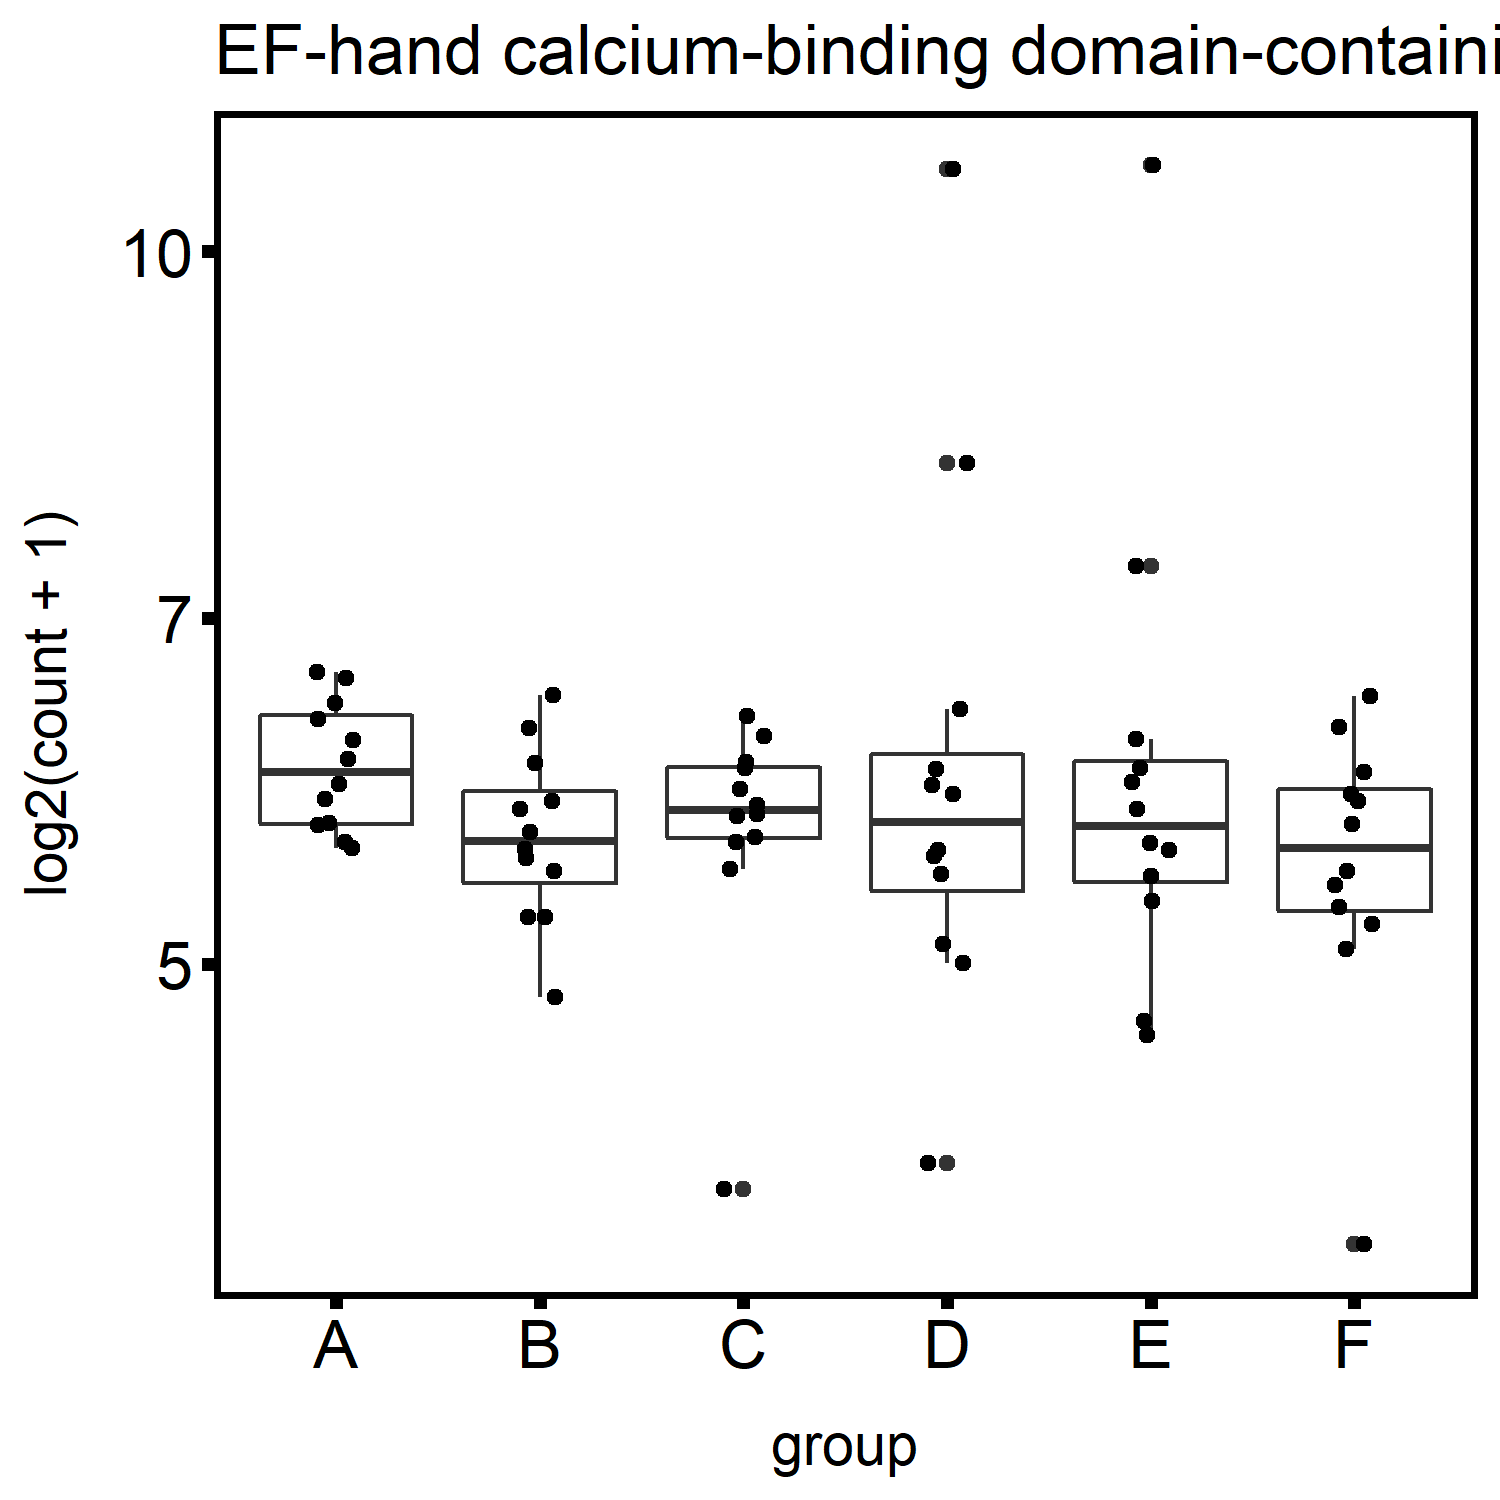 EF-hand calcium-binding domain-containi
10
7
5
log2(count + 1)
A B C D E F
group